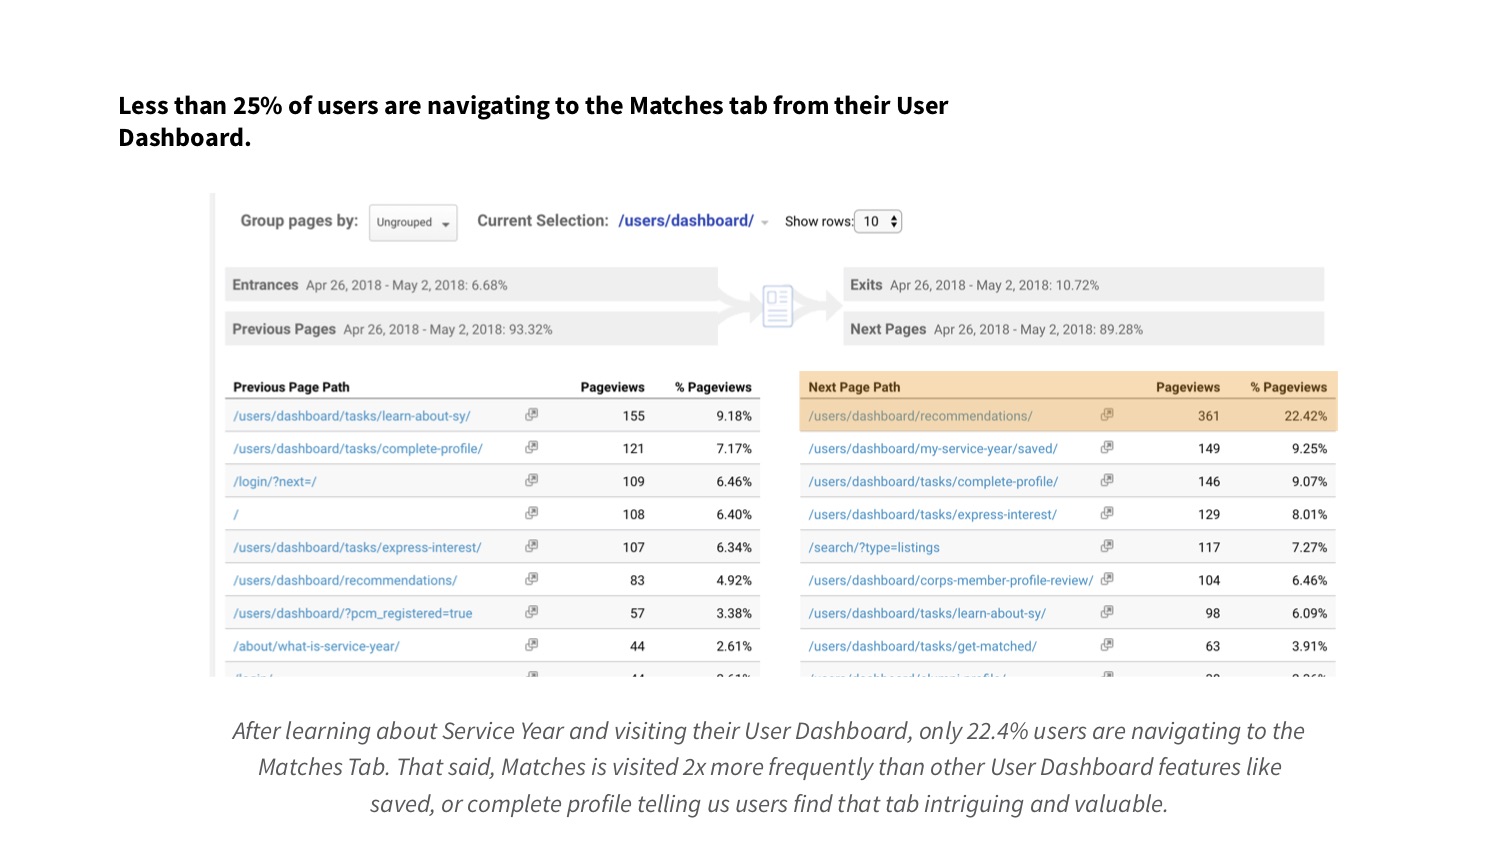 Less than 25% of users are navigating to the Matches tab from their User
Dashboard.
Group pages by: Ungrouped Current Selection: /users/dashboard/ Show rows: 10
Entrances Apr 26, 2018 - May 2, 2018: 6.68% Exits Apr 26, 2018 - May 2, 2018: 10.72%
Previous Pages Apr 26, 2018 - May 2, 2018: 93.32% Next Pages Apr 26, 2018 - May 2, 2018: 89.28%
Previous Page Path Pageviews % Pageviews Next Page Path Pageviews % Pageviews
/users/dashboard/tasks/learn-about-sy/ 155 9.18% /users/dashboard/recommendations/ 361 22.42%
/users/dashboard/tasks/complete-profile/ 121 7.17% /users/dashboard/my-service-year/saved/ 149 9.25%
/login/?next=/ 109 6.46% /users/dashboard/tasks/complete-profile/ 146 9.07%
/ 108 6.40% /users/dashboard/tasks/express-interest/ 129 8.01%
/users/dashboard/tasks/express-interest/ 107 6.34% /search/?type=listings 117 7.27%
/users/dashboard/recommendations/ 83 4.92% /users/dashboard/corps-member-profile-review/ 104 6.46%
/users/dashboard/?pcm_registered=true 57 3.38% /users/dashboard/tasks/learn-about-sy/ 98 6.09%
/about/what-is-service-year/ 44 2.61% /users/dashboard/tasks/get-matched/ 63 3.91%
After learning about Service Year and visiting their User Dashboard, only 22.4% users are navigating to the
Matches Tab. That said, Matches is visited 2x more frequently than other User Dashboard features like
saved, or complete profile telling us users find that tab intriguing and valuable.